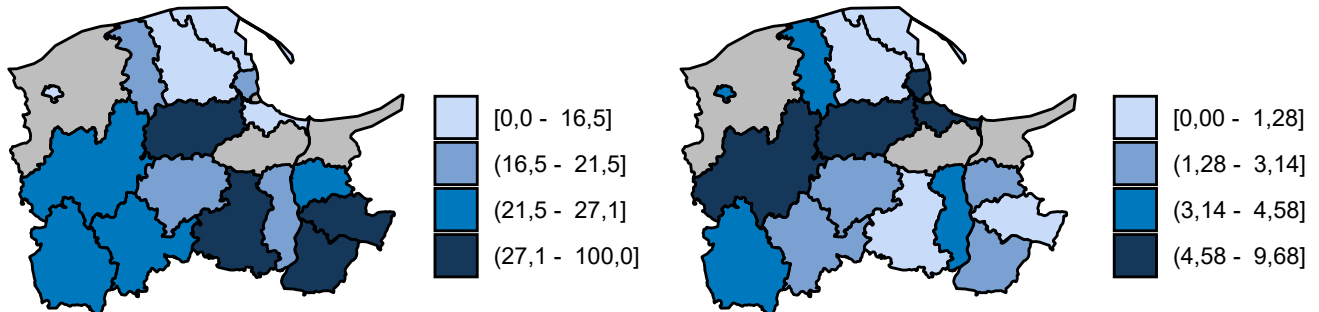 [0,0 - 16,5]
(16,5 - 21,5]
(21,5 - 27,1]
(27,1 - 100,0]
[0,00 - 1,28]
(1,28 - 3,14]
(3,14 - 4,58]
(4,58 - 9,68]